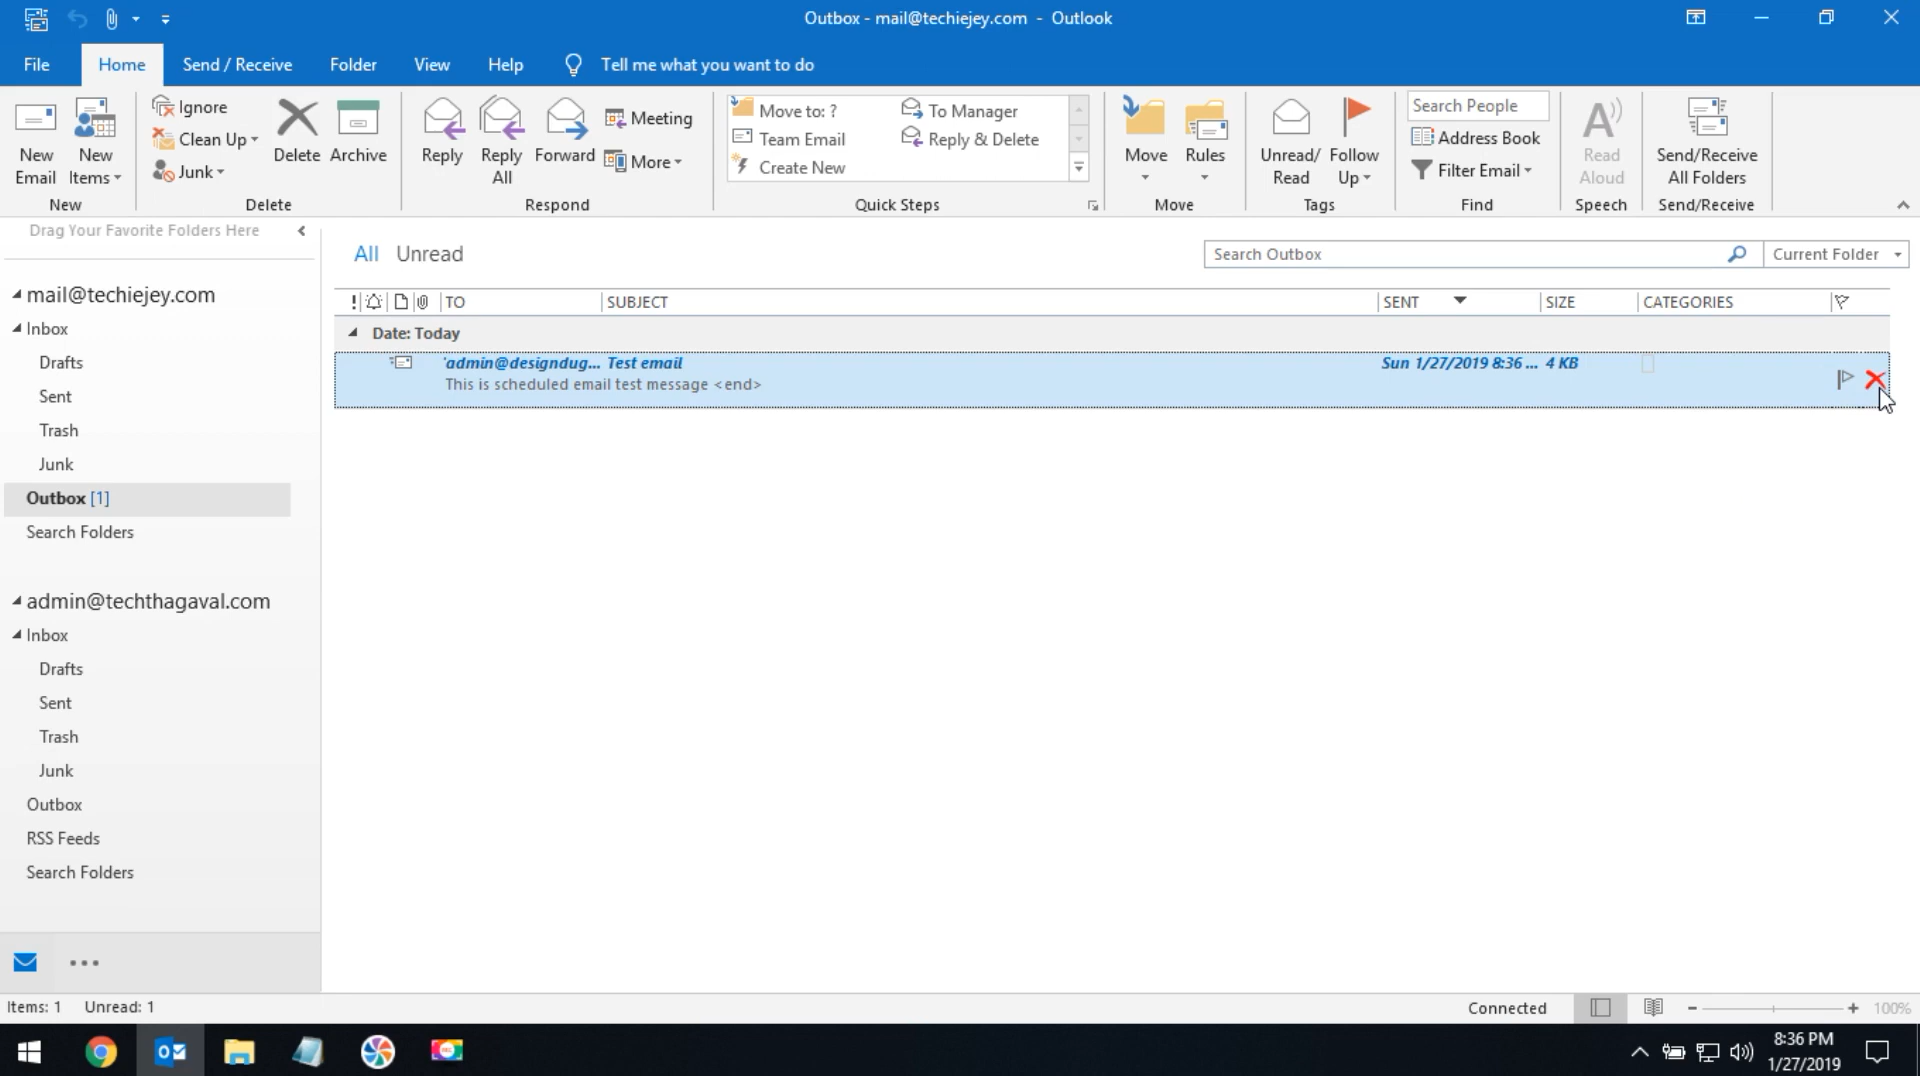 Outbox - mail@techiejey.com - Outlook
File Home Send / Receive Folder View Help Tell me what you want to do
New Email
New Items
Ignore
Clean Up
Junk
Delete
Archive
Reply
Reply All
Forward
Meeting
More
Move to: ?
Team Email
Create New
To Manager
Reply & Delete
Move
Rules
Unread/ Read
Follow Up
Search People
Address Book
Filter Email
Read Aloud
Send/Receive All Folders
New Delete Respond Quick Steps Move Tags Find Speech Send/Receive
Drag Your Favorite Folders Here
mail@techiejey.com
Inbox
Drafts
Sent
Trash
Junk
Outbox [1]
Search Folders
admin@techthagaval.com
Inbox
Drafts
Sent
Trash
Junk
Outbox
RSS Feeds
Search Folders
All Unread
Search Outbox
Current Folder
! TO SUBJECT SENT SIZE CATEGORIES
Date: Today
'admin@designdug... Test email Sun 1/27/2019 8:36 ... 4 KB
This is scheduled email test message <end>
Items: 1 Unread: 1
Connected
100%
8:36 PM
1/27/2019